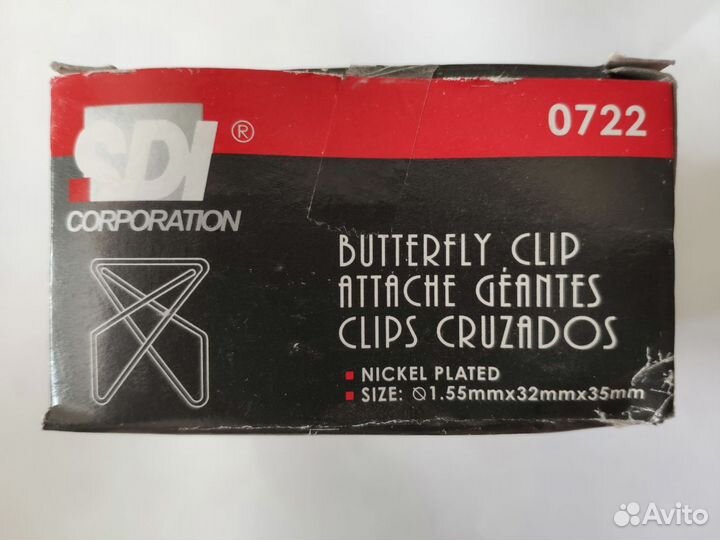 SDI ®
CORPORATION
0722
BUTTERFLY CLIP
ATTACHE GÉANTES
CLIPS CRUZADOS
NICKEL PLATED
SIZE: ∅1.55mmx32mmx35mm
Avito